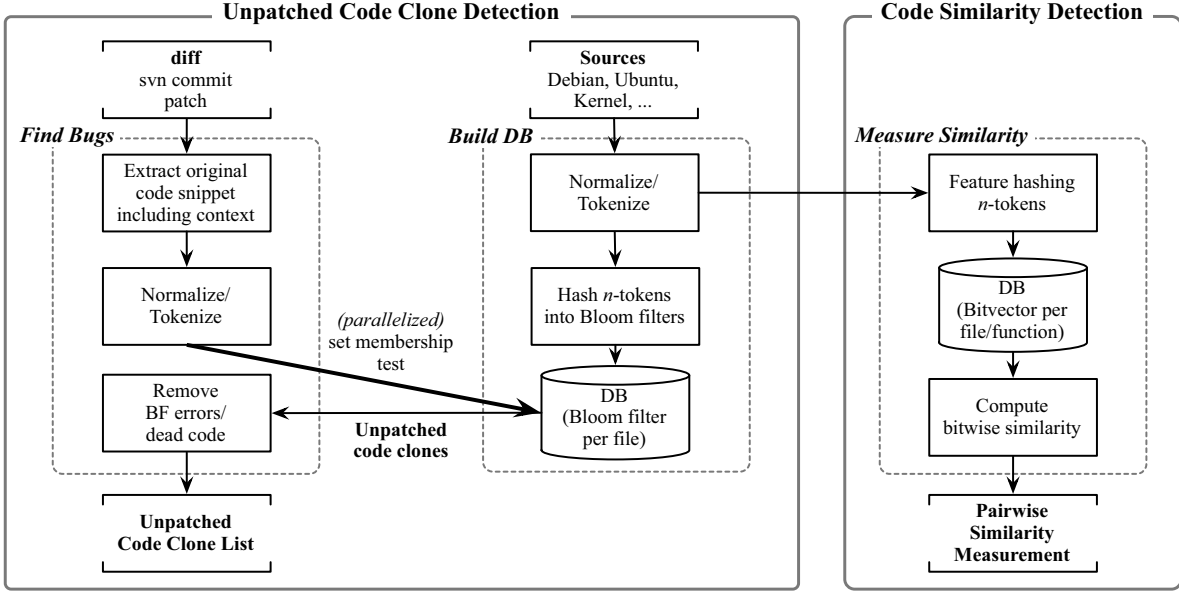 Unpatched Code Clone Detection
diff
svn commit
patch
Find Bugs
Extract original
code snippet
including context
Normalize/
Tokenize
Remove
BF errors/
dead code
Unpatched
Code Clone List
(parallelized)
set membership
test
Unpatched
code clones
Sources
Debian, Ubuntu,
Kernel, ...
Build DB
Normalize/
Tokenize
Hash n-tokens
into Bloom filters
DB
(Bloom filter
per file)
Code Similarity Detection
Measure Similarity
Feature hashing
n-tokens
DB
(Bitvector per
file/function)
Compute
bitwise similarity
Pairwise
Similarity
Measurement